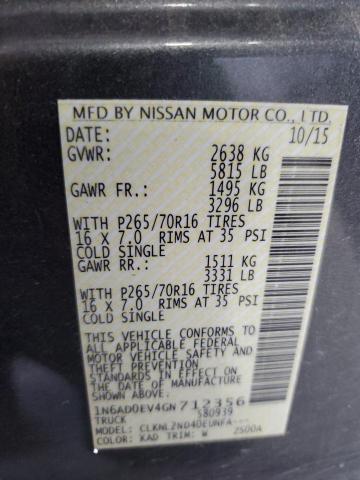 MFD BY NISSAN MOTOR CO., LTD.
DATE: 10/15
GVWR: 2638 KG
5815 LB
GAWR FR.: 1495 KG
3296 LB
WITH P265/70R16 TIRES
16 X 7.0 RIMS AT 35 PSI
COLD SINGLE
GAWR RR.: 1511 KG
3331 LB
WITH P265/70R16 TIRES
16 X 7.0 RIMS AT 35 PSI
COLD SINGLE
THIS VEHICLE CONFORMS TO
ALL APPLICABLE FEDERAL
MOTOR VEHICLE SAFETY AND
THEFT PREVENTION
STANDARDS IN EFFECT ON
THE DATE OF MANUFACTURE
SHOWN ABOVE.
1N6AD0EV4GN712356
TRUCK 580939
MODEL: CLKNLZND40EUNFA---
COLOR: KAD TRIM: W 2500A